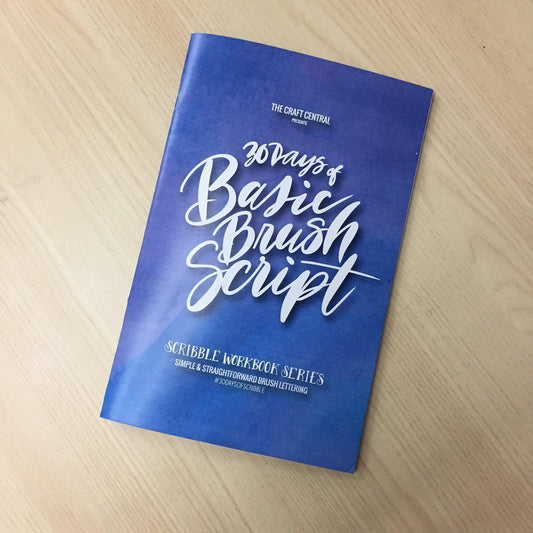 THE CRAFT CENTRAL
PRESENTS
30 Days of
Basic
Brush
Script
SCRIBBLE WORKBOOK SERIES
SIMPLE & STRAIGHTFORWARD BRUSH LETTERING
#30DAYSOFSCRIBBLE